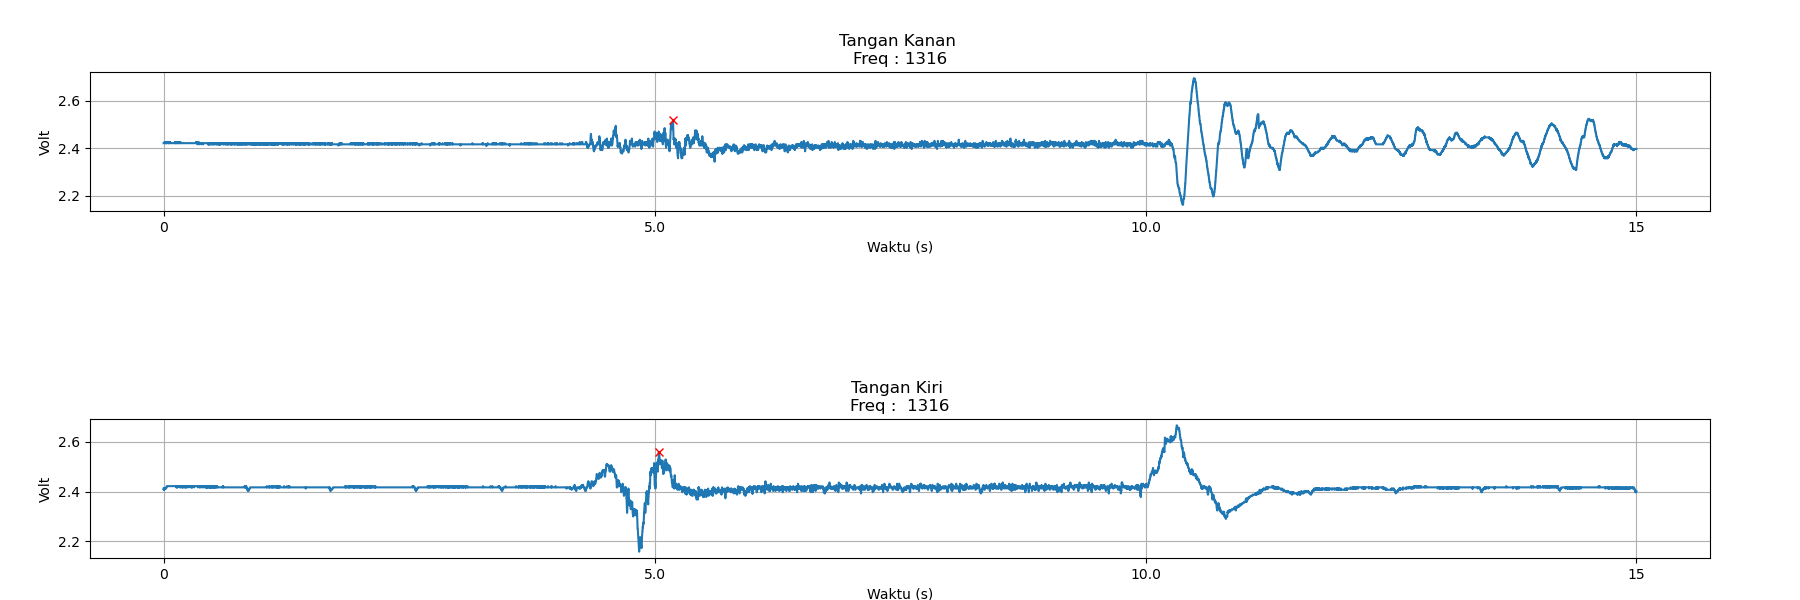 Tangan Kanan
Freq : 1316
Volt
2.6
2.4
2.2
0 5.0 10.0 15
Waktu (s)
Tangan Kiri
Freq :  1316
Volt
2.6
2.4
2.2
0 5.0 10.0 15
Waktu (s)